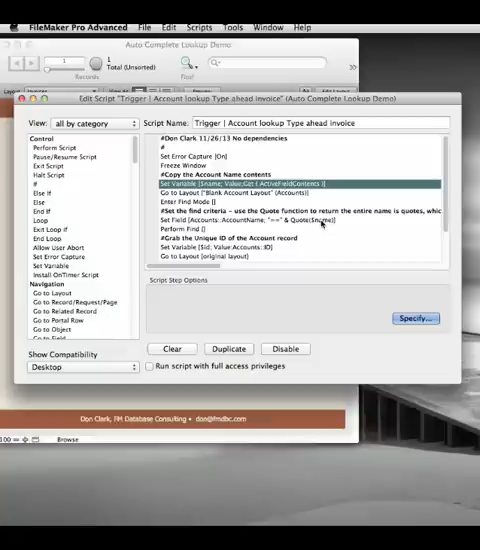 FileMaker Pro Advanced File Edit Scripts Tools Window Help
Auto Complete Lookup Demo
1
1
Total (Unsorted)
Records
Find
Edit Script "Trigger | Account lookup Type ahead invoice" (Auto Complete Lookup Demo)
View: all by category
Script Name: Trigger | Account lookup Type ahead invoice
Control
Perform Script
Pause/Resume Script
Exit Script
Halt Script
If
Else If
Else
End If
Loop
Exit Loop If
End Loop
Allow User Abort
Set Error Capture
Set Variable
Install OnTimer Script
Navigation
Go to Layout
Go to Record/Request/Page
Go to Related Record
Go to Portal Row
Go to Object
Go to Field
#Don Clark 11/26/13 No dependencies
#
Set Error Capture [On]
Freeze Window
#Copy the Account Name contents
Set Variable [$name; Value:Get ( ActiveFieldContents )]
Go to Layout ["Blank Account Layout" (Accounts)]
Enter Find Mode []
#Set the find criteria - use the Quote function to return the entire name is quotes, whic
Set Field [Accounts::AccountName; "==" & Quote($name)]
Perform Find []
#Grab the Unique ID of the Account record
Set Variable [$id; Value:Accounts::ID]
Go to Layout [original layout]
Script Step Options
Specify...
Show Compatibility
Desktop
Clear Duplicate Disable
Run script with full access privileges
Don Clark, FM Database Consulting • don@fmdbc.com
Browse